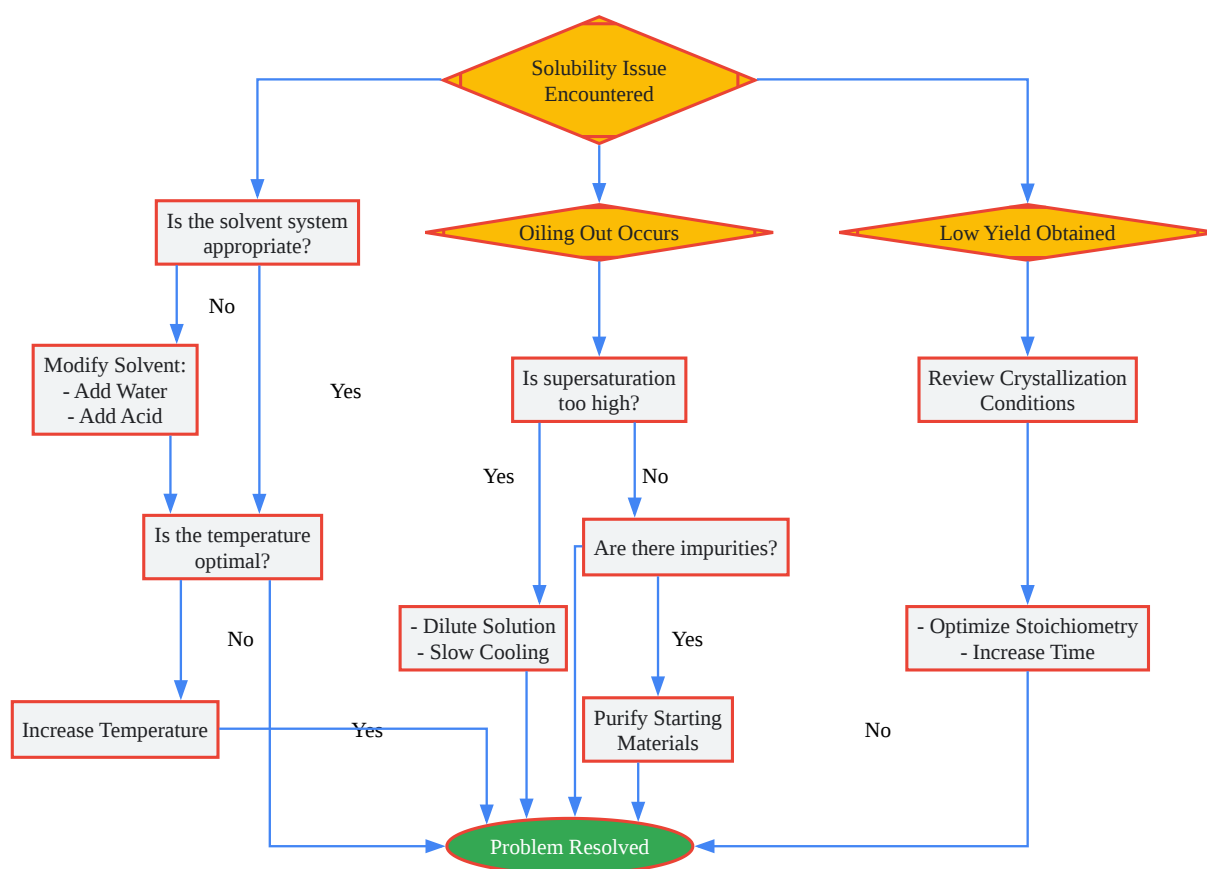 Solubility Issue
Encountered
Is the solvent system
appropriate?
Oiling Out Occurs
Low Yield Obtained
No
Modify Solvent:
- Add Water
- Add Acid
Yes
Is supersaturation
too high?
Review Crystallization
Conditions
Yes
No
Is the temperature
optimal?
Are there impurities?
No
- Dilute Solution
- Slow Cooling
Yes
- Optimize Stoichiometry
- Increase Time
Increase Temperature
Yes
Purify Starting
Materials
No
Problem Resolved